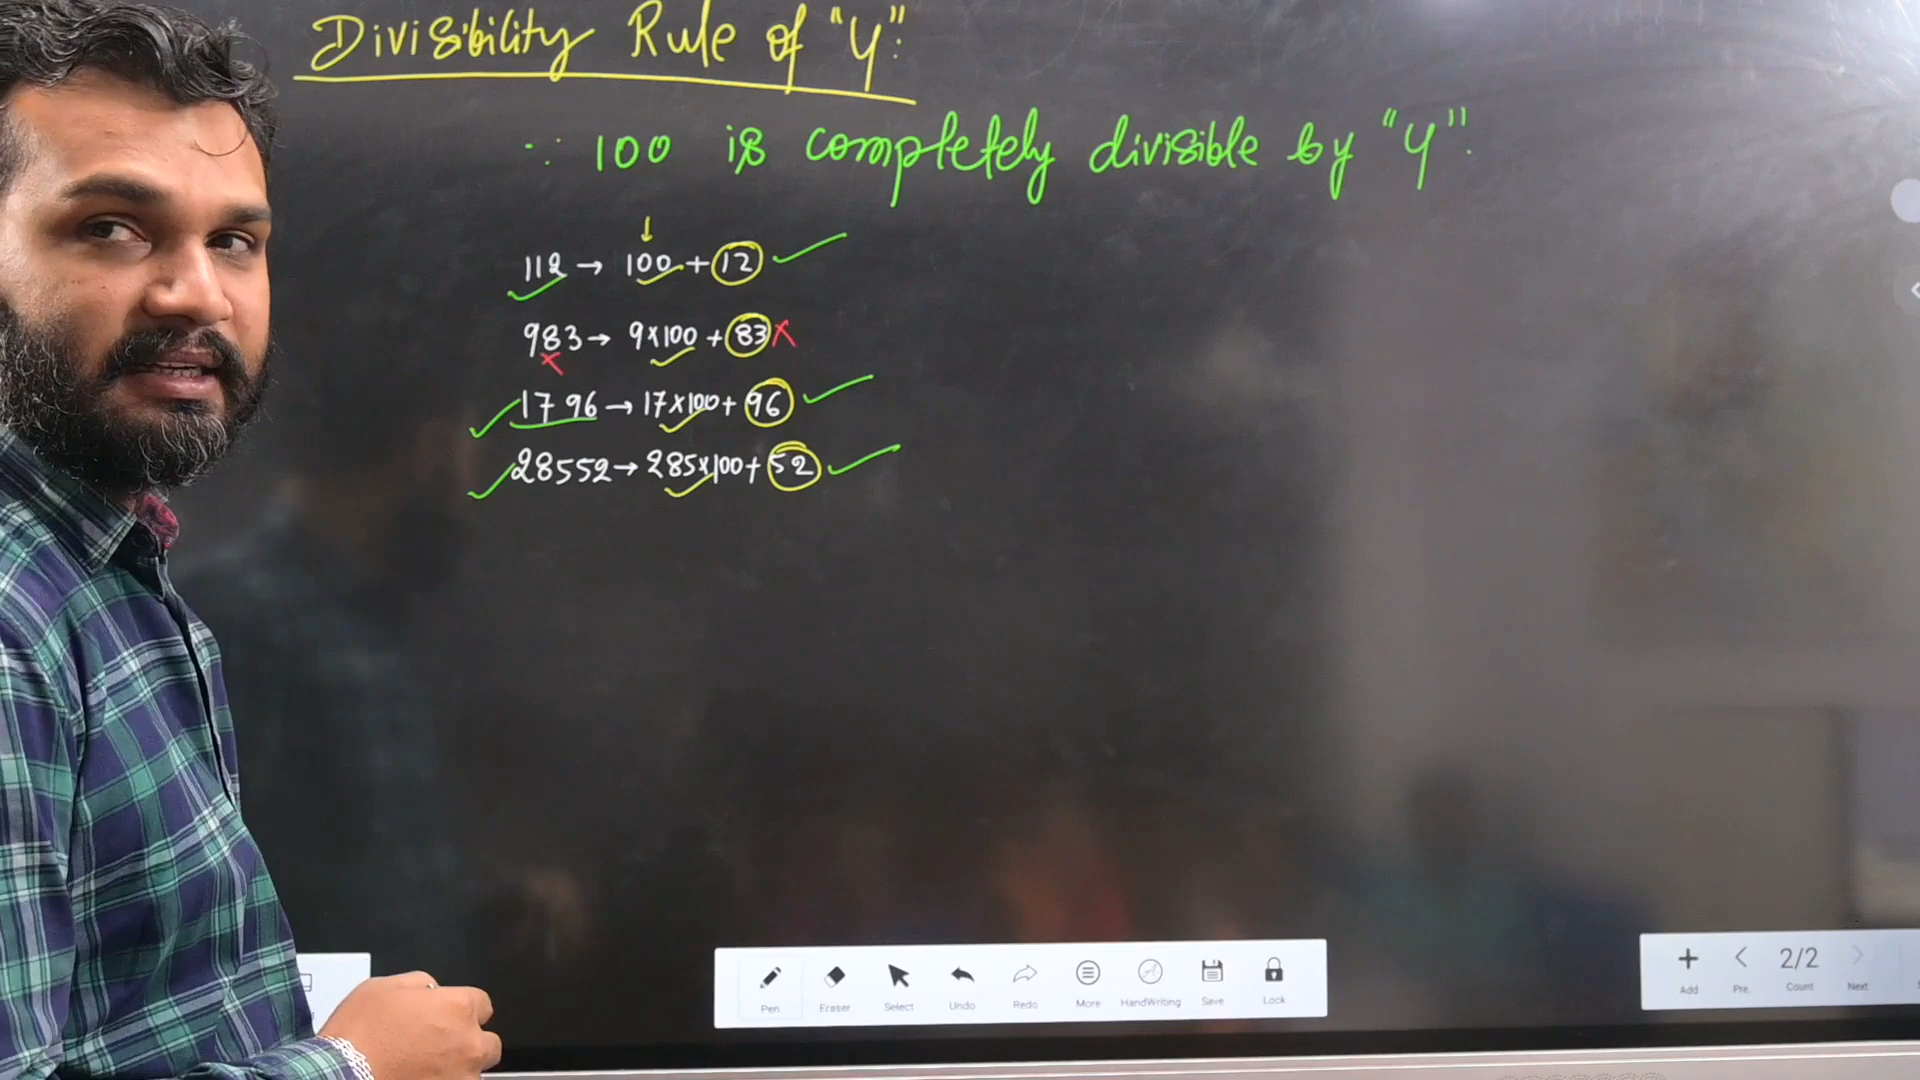 Divisibility Rule of "4":
∵ 100 is completely divisible by "4".
112 → 100 + 12 ✓
983 → 9×100 + 83 ✗
1796 → 17×100 + 96 ✓
28552 → 285×100 + 52 ✓
Pen Eraser Select Undo Redo More HandWriting Save Lock
2/2
Add Pre. Count Next